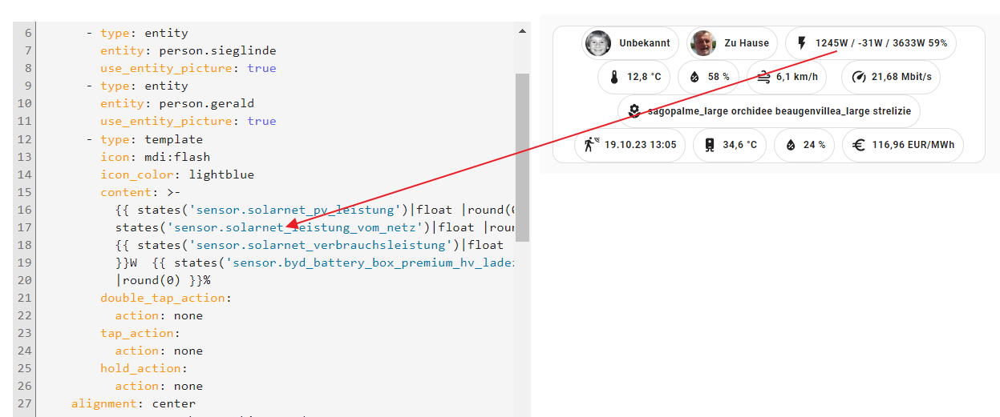 6 - type: entity
7 entity: person.sieglinde
8 use_entity_picture: true
9 - type: entity
10 entity: person.gerald
11 use_entity_picture: true
12 - type: template
13 icon: mdi:flash
14 icon_color: lightblue
15 content: >-
16 {{ states('sensor.solarnet_pv_leistung')|float |round(0
17 states('sensor.solarnet_leistung_vom_netz')|float |rou
18 {{ states('sensor.solarnet_verbrauchsleistung')|float
19 }}W {{ states('sensor.byd_battery_box_premium_hv_lade
20 |round(0) }}%
21 double_tap_action:
22 action: none
23 tap_action:
24 action: none
25 hold_action:
26 action: none
27 alignment: center
Unbekannt Zu Hause 1245W / -31W / 3633W 59%
12,8 °C 58 % 6,1 km/h 21,68 Mbit/s
sagopalme_large orchidee beaugenvillea_large strelizie
19.10.23 13:05 34,6 °C 24 % 116,96 EUR/MWh